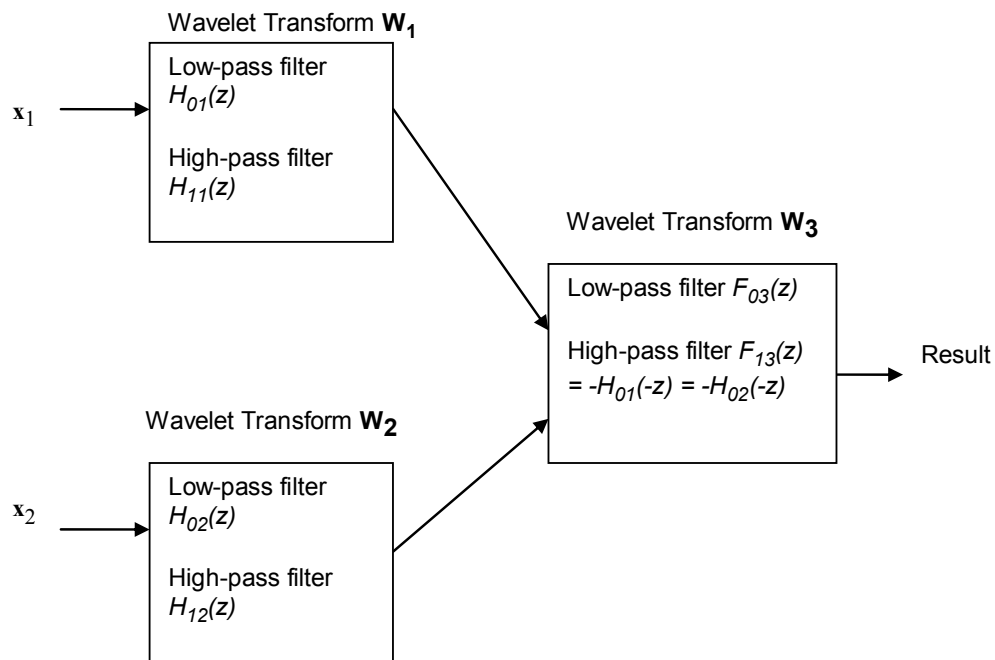 Wavelet Transform W1
Low-pass filter
H01(z)
x1
High-pass filter
H11(z)
Wavelet Transform W3
Low-pass filter F03(z)
High-pass filter F13(z)
= -H01(-z) = -H02(-z)
Result
Wavelet Transform W2
Low-pass filter
H02(z)
x2
High-pass filter
H12(z)